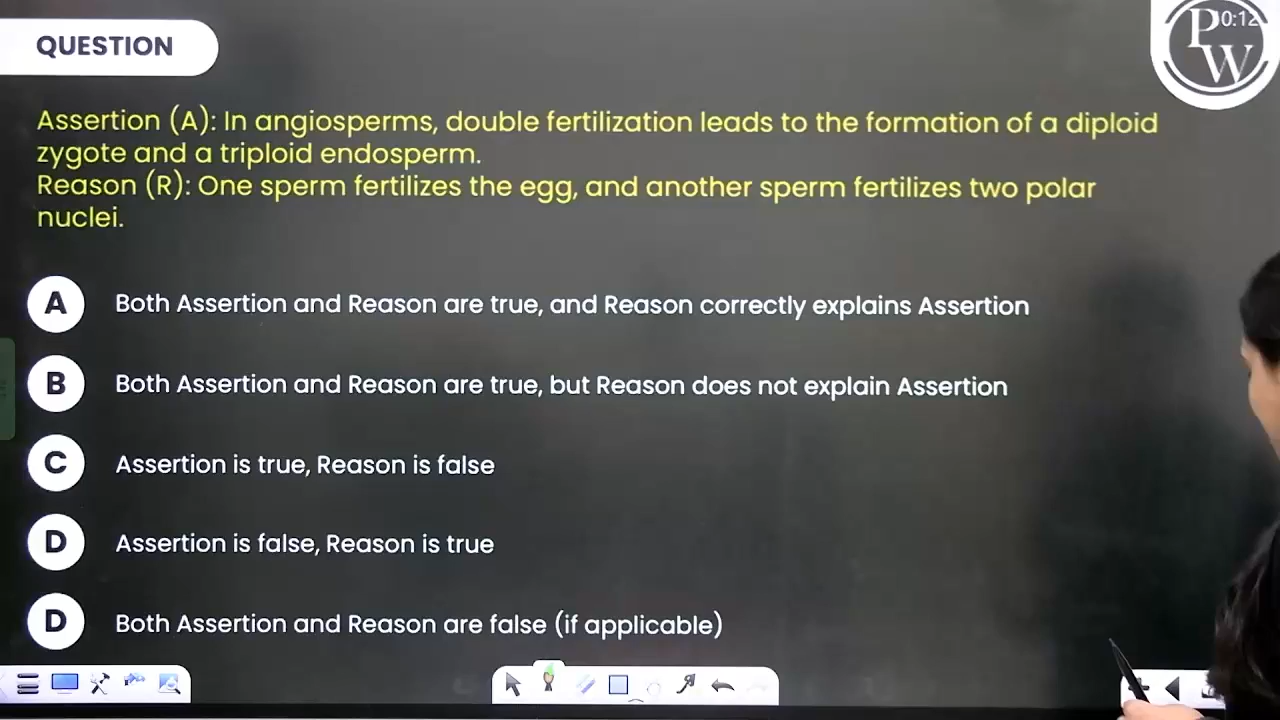 QUESTION
P 0:12
W
Assertion (A): In angiosperms, double fertilization leads to the formation of a diploid
zygote and a triploid endosperm.
Reason (R): One sperm fertilizes the egg, and another sperm fertilizes two polar
nuclei.
A Both Assertion and Reason are true, and Reason correctly explains Assertion
B Both Assertion and Reason are true, but Reason does not explain Assertion
C Assertion is true, Reason is false
D Assertion is false, Reason is true
D Both Assertion and Reason are false (if applicable)